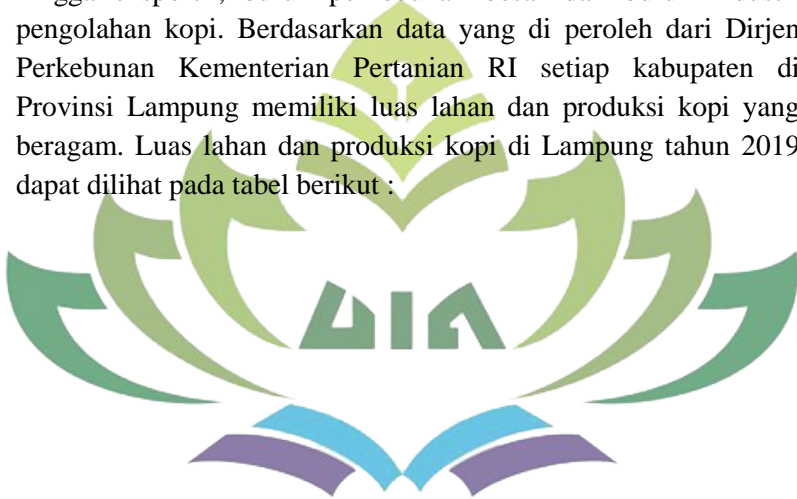 pengolahan kopi. Berdasarkan data yang di peroleh dari Dirjen
Perkebunan Kementerian Pertanian RI setiap kabupaten di
Provinsi Lampung memiliki luas lahan dan produksi kopi yang
beragam. Luas lahan dan produksi kopi di Lampung tahun 2019
dapat dilihat pada tabel berikut :
UIN